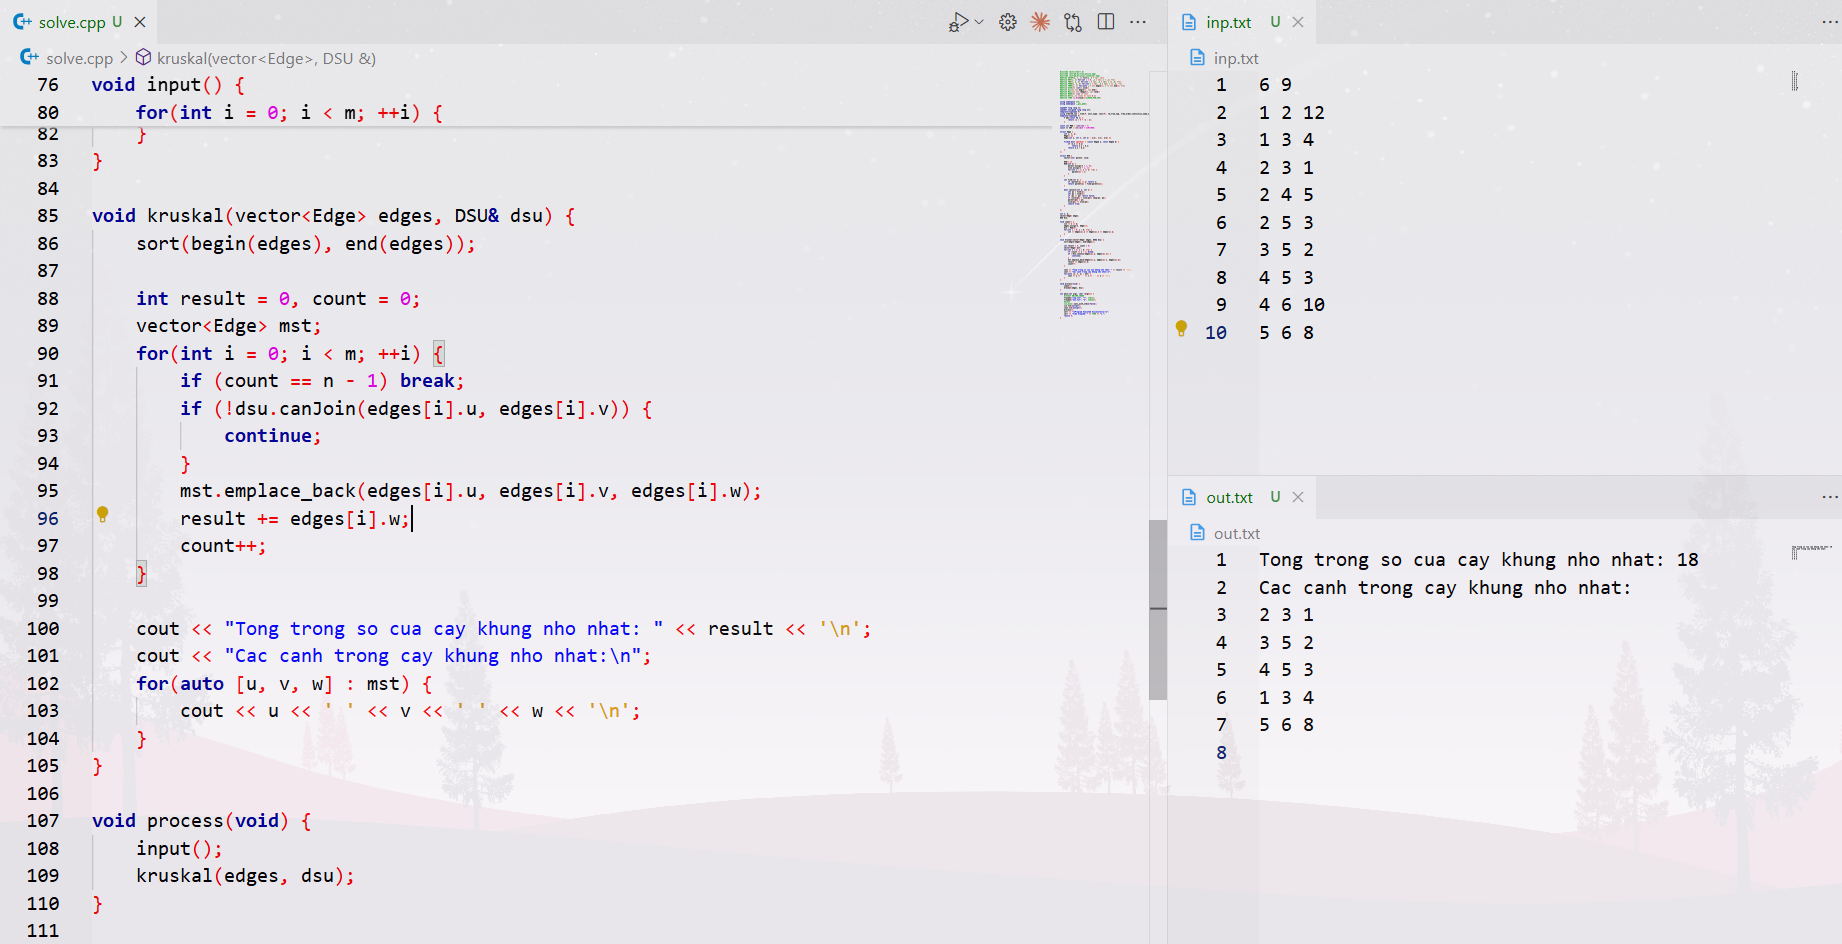 solve.cpp U
solve.cpp > kruskal(vector<Edge>, DSU &)
76 void input() {
80     for(int i = 0; i < m; ++i) {
82     }
83 }
84
85 void kruskal(vector<Edge> edges, DSU& dsu) {
86     sort(begin(edges), end(edges));
87
88     int result = 0, count = 0;
89     vector<Edge> mst;
90     for(int i = 0; i < m; ++i) {
91         if (count == n - 1) break;
92         if (!dsu.canJoin(edges[i].u, edges[i].v)) {
93             continue;
94         }
95         mst.emplace_back(edges[i].u, edges[i].v, edges[i].w);
96         result += edges[i].w;
97         count++;
98     }
99
100     cout << "Tong trong so cua cay khung nho nhat: " << result << '\n';
101     cout << "Cac canh trong cay khung nho nhat:\n";
102     for(auto [u, v, w] : mst) {
103         cout << u << ' ' << v << ' ' << w << '\n';
104     }
105 }
106
107 void process(void) {
108     input();
109     kruskal(edges, dsu);
110 }
111
inp.txt U
inp.txt
1 6 9
2 1 2 12
3 1 3 4
4 2 3 1
5 2 4 5
6 2 5 3
7 3 5 2
8 4 5 3
9 4 6 10
10 5 6 8
out.txt U
out.txt
1 Tong trong so cua cay khung nho nhat: 18
2 Cac canh trong cay khung nho nhat:
3 2 3 1
4 3 5 2
5 4 5 3
6 1 3 4
7 5 6 8
8